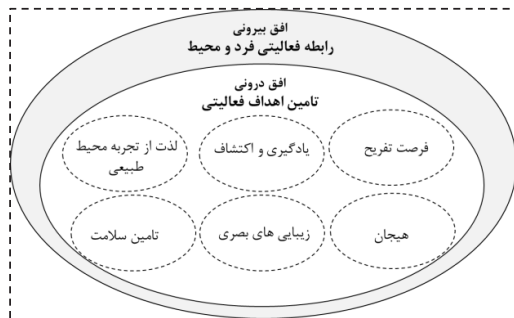 افق بیرونی
رابطه فعالیتی فرد و محیط
افق درونی
تامین اهداف فعالیتی
فرصت تفریح
یادگیری و اکتشاف
لذت از تجربه محیط
طبیعی
هیجان
زیبایی های بصری
تامین سلامت